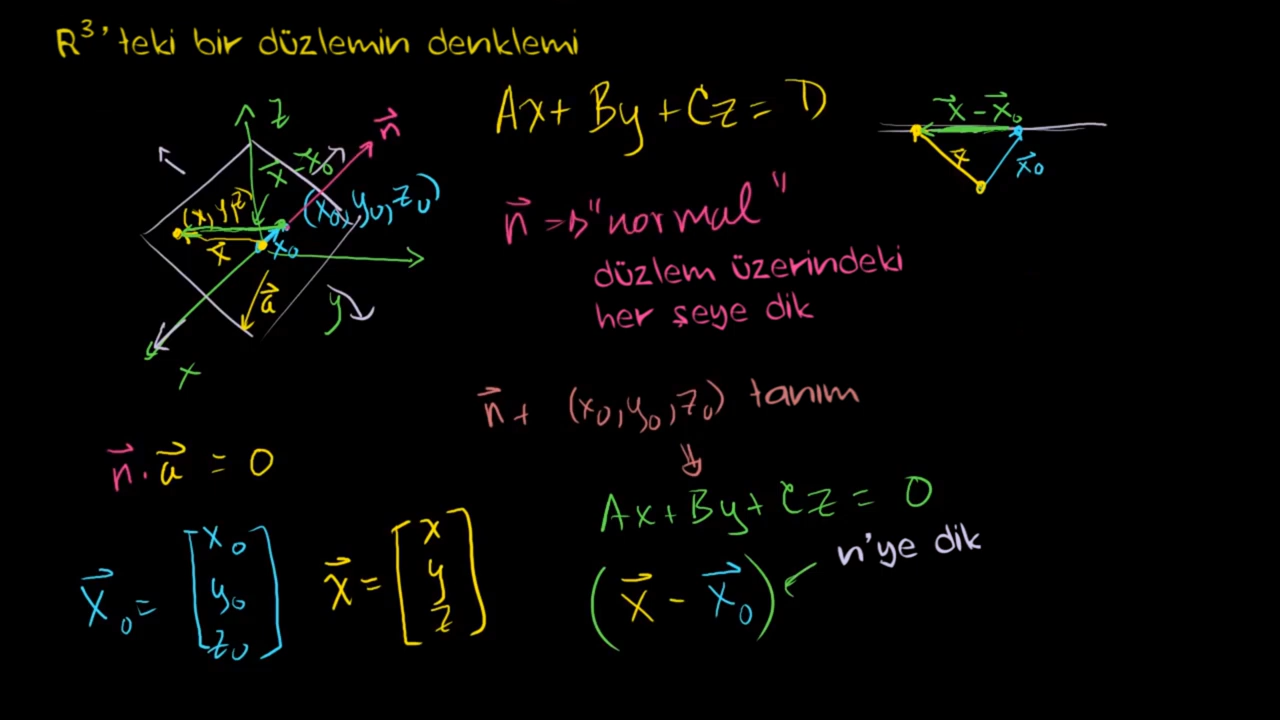 R³'teki bir düzlemin denklemi
Ax + By + Cz = D
z
n⃗
x⃗ - x⃗₀
(x, y, z)
(x₀, y₀, z₀)
x⃗
x₀
a⃗
y
x
x⃗ - x⃗₀
x⃗
x⃗₀
n⃗ => "normal"
düzlem üzerindeki
her şeye dik
n⃗ + (x₀, y₀, z₀) tanım
⇓
n⃗ · a⃗ = 0
Ax + By + Cz = 0
n'ye dik
x⃗₀ = [x₀ y₀ z₀]
x⃗ = [x y z]
(x⃗ - x⃗₀)